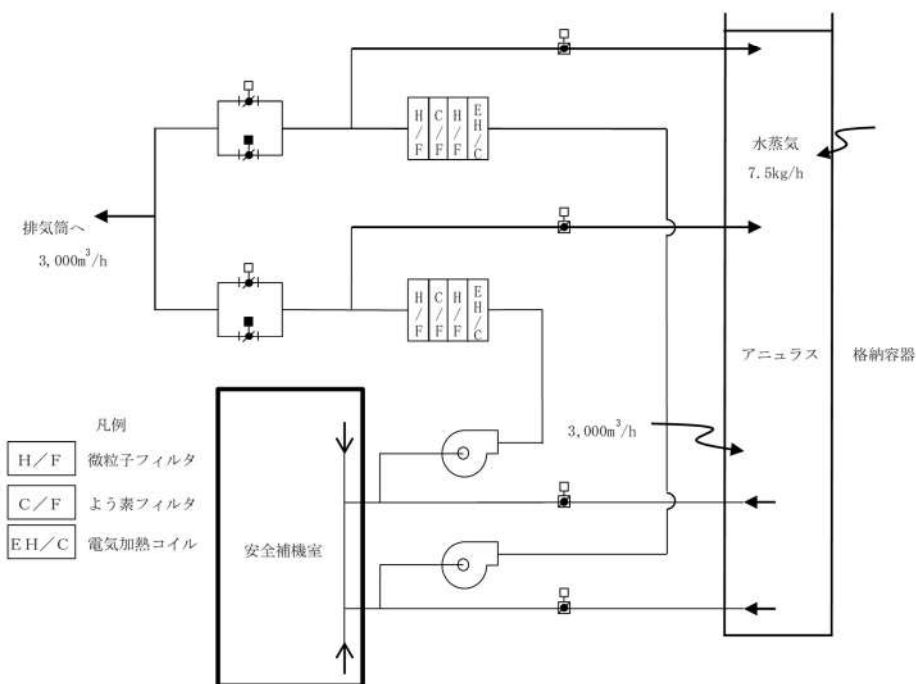 水蒸気
7.5kg/h
H/F
C/F
H/F
EH/C
排気筒へ
3,000m³/h
H/F
C/F
H/F
EH/C
アニュラス
格納容器
3,000m³/h
凡例
H/F
微粒子フィルタ
C/F
よう素フィルタ
EH/C
電気加熱コイル
安全補機室